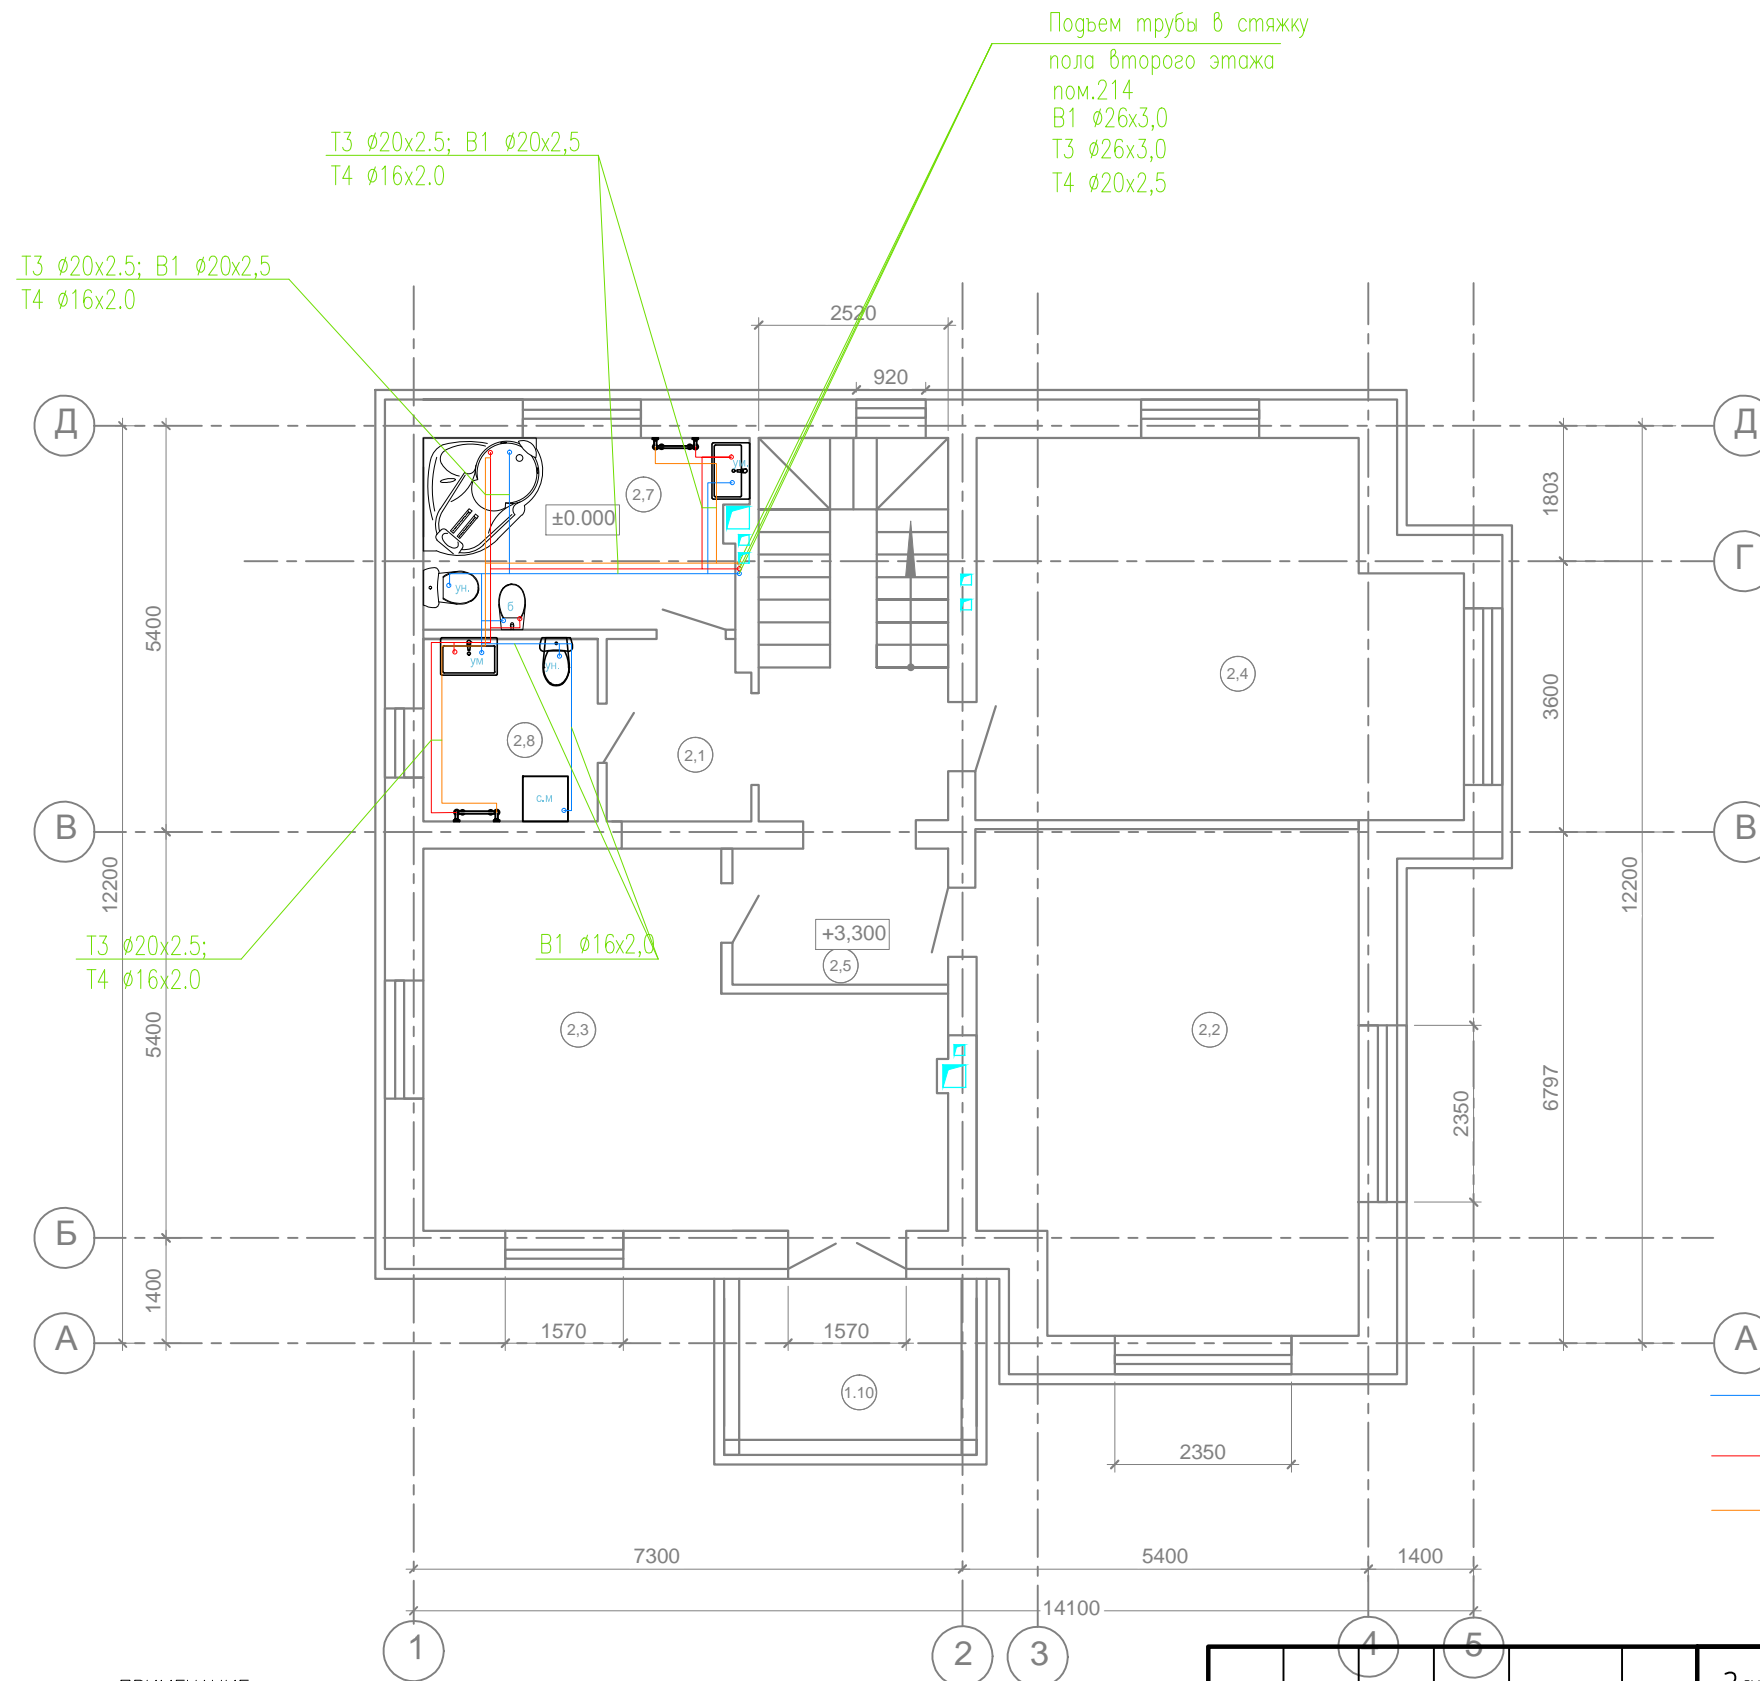 Подъем трубы в стяжку
пола второго этажа
пом.214
В1 ø26х3,0
Т3 ø26х3,0
Т4 ø20х2,5
Т3 ø20х2.5; В1 ø20х2,5
Т4 ø16х2.0
Т3 ø20х2.5; В1 ø20х2,5
Т4 ø16х2.0
2520
920
Д
Д
2,7
ум.
±0.000
1803
Г
ун.
б
5400
ум
ун.
2,4
3600
2,8
2,1
с.м
В
В
12200
12200
Т3 ø20х2.5;
Т4 ø16х2.0
В1 ø16х2,0
+3,300
2,5
2,3
2,2
5400
6797
2350
Б
1400
1570
1570
А
А
1.10
2350
7300
5400
1400
14100
1
2
3
4
5